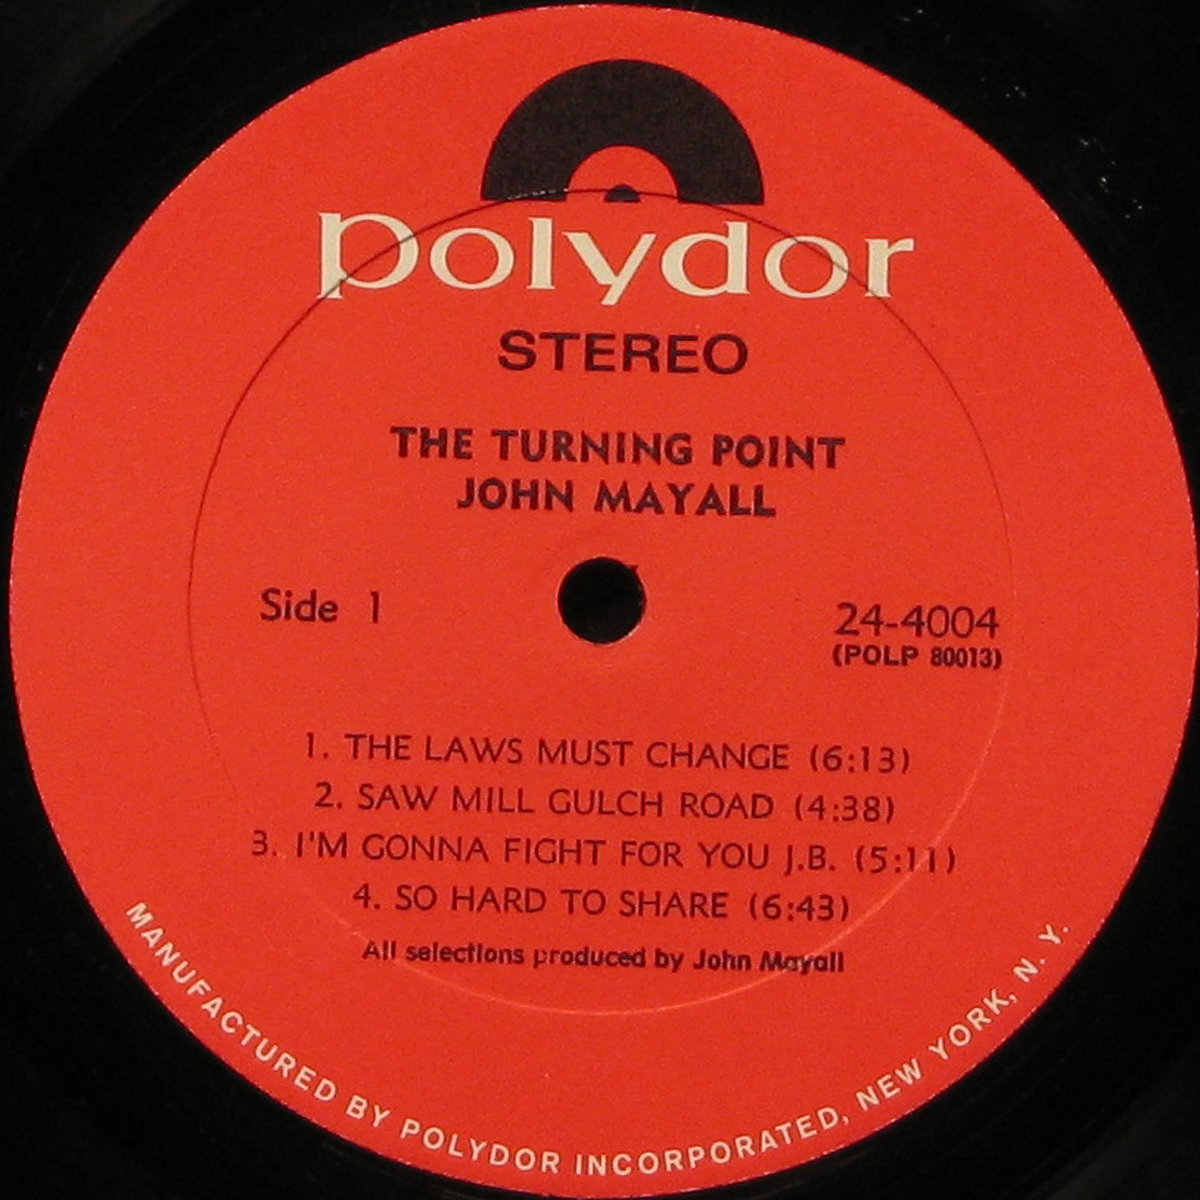 polydor
STEREO
THE TURNING POINT
JOHN MAYALL
Side 1
24-4004
(POLP 80013)
1. THE LAWS MUST CHANGE (6:13)
2. SAW MILL GULCH ROAD (4:38)
3. I'M GONNA FIGHT FOR YOU J.B. (5:11)
4. SO HARD TO SHARE (6:43)
All selections produced by John Mayall
MANUFACTURED BY POLYDOR INCORPORATED, NEW YORK, N. Y.